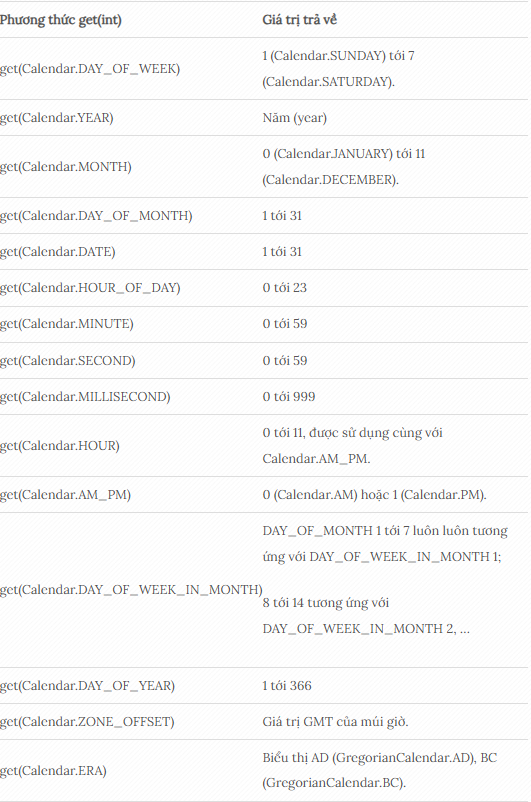 Phương thức get(int) Giá trị trả về
get(Calendar.DAY_OF_WEEK) 1 (Calendar.SUNDAY) tới 7
(Calendar.SATURDAY).
get(Calendar.YEAR) Năm (year)
get(Calendar.MONTH) 0 (Calendar.JANUARY) tới 11
(Calendar.DECEMBER).
get(Calendar.DAY_OF_MONTH) 1 tới 31
get(Calendar.DATE) 1 tới 31
get(Calendar.HOUR_OF_DAY) 0 tới 23
get(Calendar.MINUTE) 0 tới 59
get(Calendar.SECOND) 0 tới 59
get(Calendar.MILLISECOND) 0 tới 999
get(Calendar.HOUR) 0 tới 11, được sử dụng cùng với
Calendar.AM_PM.
get(Calendar.AM_PM) 0 (Calendar.AM) hoặc 1 (Calendar.PM).
get(Calendar.DAY_OF_WEEK_IN_MONTH) DAY_OF_MONTH 1 tới 7 luôn luôn tương
ứng với DAY_OF_WEEK_IN_MONTH 1;
8 tới 14 tương ứng với
DAY_OF_WEEK_IN_MONTH 2, ...
get(Calendar.DAY_OF_YEAR) 1 tới 366
get(Calendar.ZONE_OFFSET) Giá trị GMT của múi giờ.
get(Calendar.ERA) Biểu thị AD (GregorianCalendar.AD), BC
(GregorianCalendar.BC).